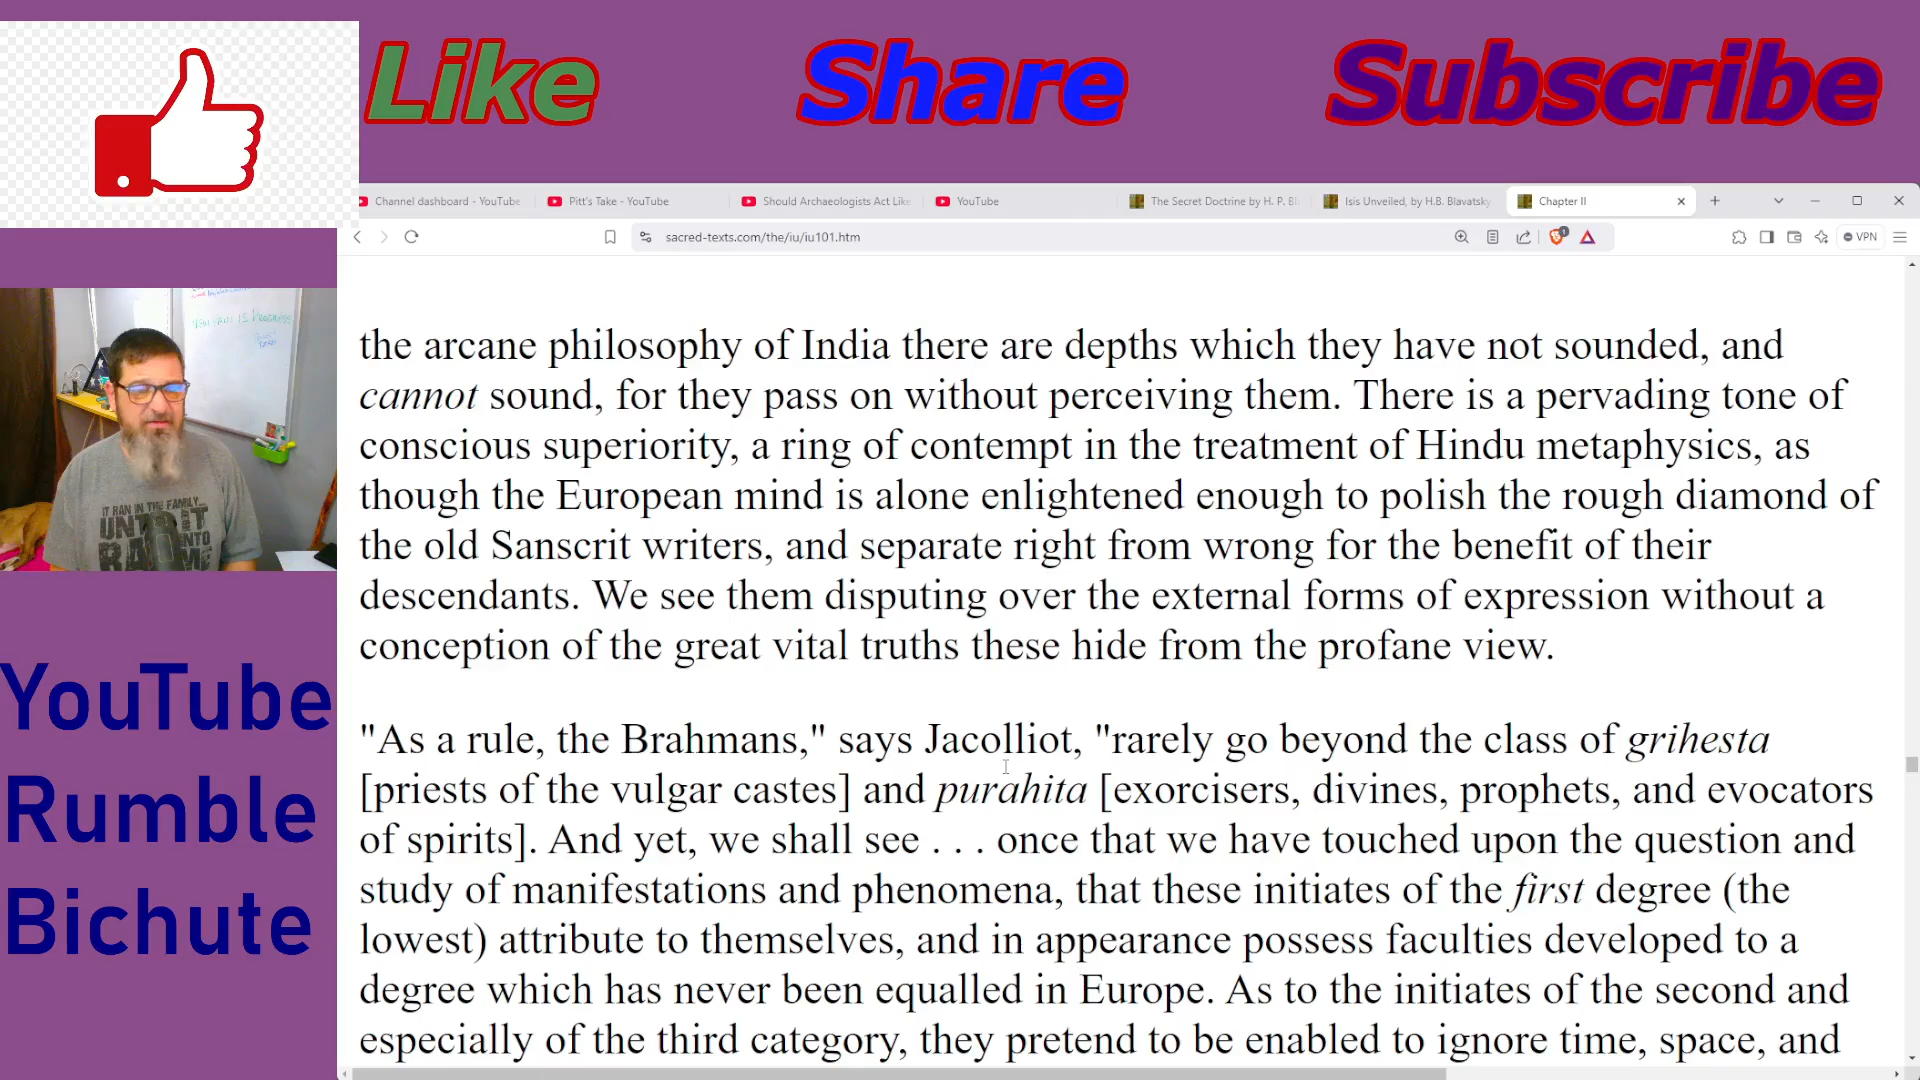 Like Share Subscribe
Channel dashboard - YouTube
Pitt's Take - YouTube
Should Archaeologists Act Like
YouTube
The Secret Doctrine by H. P. Bl
Isis Unveiled, by H.B. Blavatsky
Chapter II
sacred-texts.com/the/iu/iu101.htm
1
VPN
the arcane philosophy of India there are depths which they have not sounded, and
cannot sound, for they pass on without perceiving them. There is a pervading tone of
conscious superiority, a ring of contempt in the treatment of Hindu metaphysics, as
though the European mind is alone enlightened enough to polish the rough diamond of
the old Sanscrit writers, and separate right from wrong for the benefit of their
descendants. We see them disputing over the external forms of expression without a
conception of the great vital truths these hide from the profane view.
"As a rule, the Brahmans," says Jacolliot, "rarely go beyond the class of grihesta
[priests of the vulgar castes] and purahita [exorcisers, divines, prophets, and evocators
of spirits]. And yet, we shall see . . . once that we have touched upon the question and
study of manifestations and phenomena, that these initiates of the first degree (the
lowest) attribute to themselves, and in appearance possess faculties developed to a
degree which has never been equalled in Europe. As to the initiates of the second and
especially of the third category, they pretend to be enabled to ignore time, space, and
IT RAN IN THE FAMILY...
UNTIL IT
RAN INTO
ME
YouTube
Rumble
Bichute